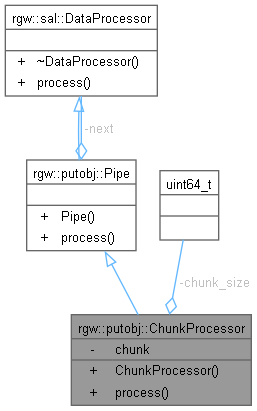 rgw::sal::DataProcessor
+ ~DataProcessor()
+ process()
-next
rgw::putobj::Pipe
+ Pipe()
+ process()
uint64_t
-chunk_size
rgw::putobj::ChunkProcessor
- chunk
+ ChunkProcessor()
+ process()